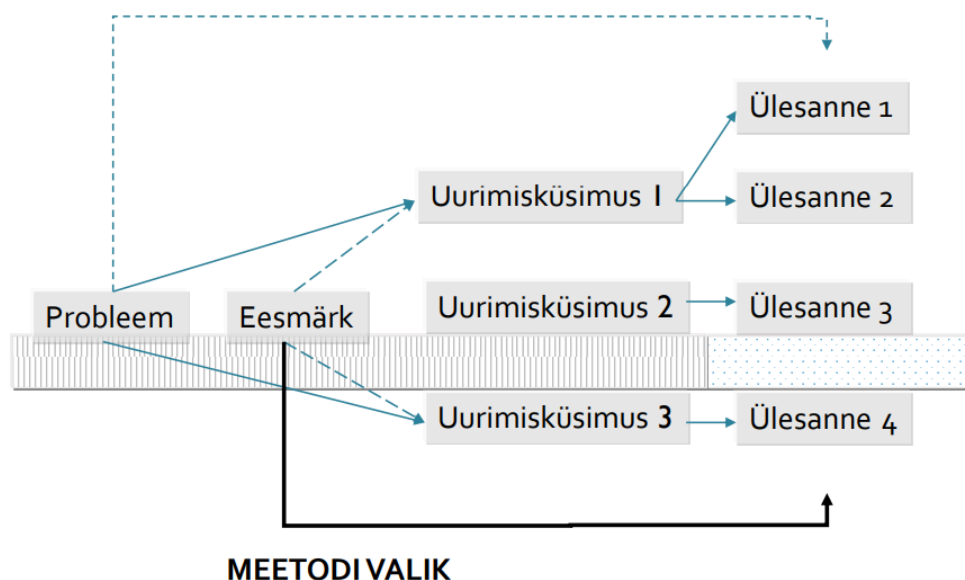 Ülesanne 1
Uurimisküsimus 1
Ülesanne 2
Probleem
Eesmärk
Uurimisküsimus 2
Ülesanne 3
Uurimisküsimus 3
Ülesanne 4
MEETODI VALIK